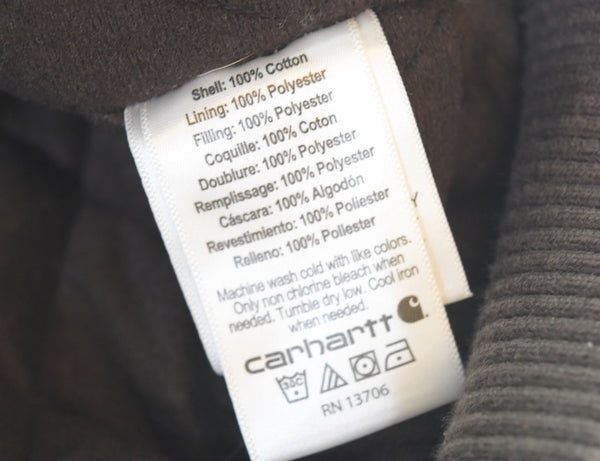 Shell: 100% Cotton
Lining: 100% Polyester
Filling: 100% Polyester
Coquille: 100% Coton
Doublure: 100% Polyester
Remplissage: 100% Polyester
Cáscara: 100% Algodón
Revestimiento: 100% Poliester
Relleno: 100% Poliester
Machine wash cold with like colors.
Only non chlorine bleach when
needed. Tumble dry low. Cool iron
when needed.
carhartt
30C
RN 13706
Y